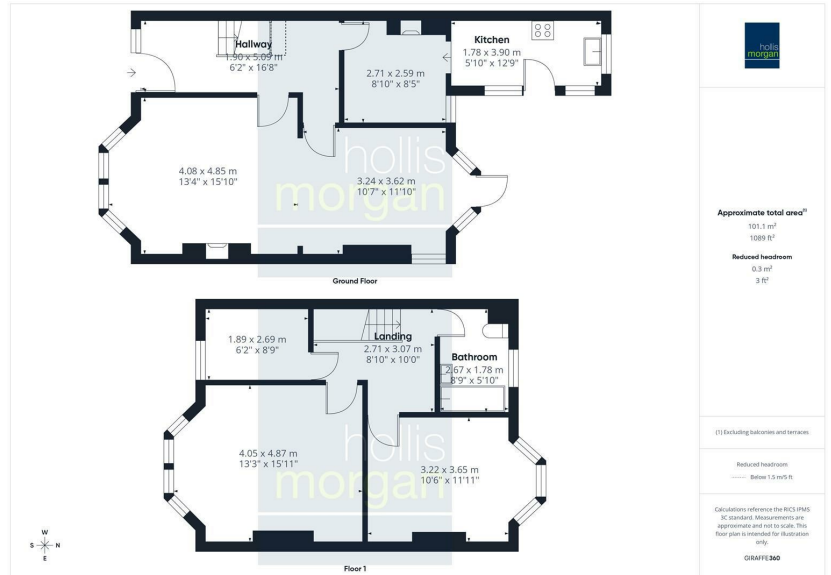 Hallway
1.90 x 5.09 m
6'2" x 16'8"
2.71 x 2.59 m
8'10" x 8'5"
Kitchen
1.78 x 3.90 m
5'10" x 12'9"
4.08 x 4.85 m
13'4" x 15'10"
3.24 x 3.62 m
10'7" x 11'10"
hollis
morgan
Ground Floor
1.89 x 2.69 m
6'2" x 8'9"
Landing
2.71 x 3.07 m
8'10" x 10'0"
Bathroom
2.67 x 1.78 m
8'9" x 5'10"
4.05 x 4.87 m
13'3" x 15'11"
3.22 x 3.65 m
10'6" x 11'11"
hollis
morgan
Floor 1
W
S N
E
hollis
morgan
Approximate total area(1)
101.1 m²
1089 ft²
Reduced headroom
0.3 m²
3 ft²
(1) Excluding balconies and terraces
Reduced headroom
Below 1.5 m/5 ft
Calculations reference the RICS IPMS
3C standard. Measurements are
approximate and not to scale. This
floor plan is intended for illustration
only.
GIRAFFE360